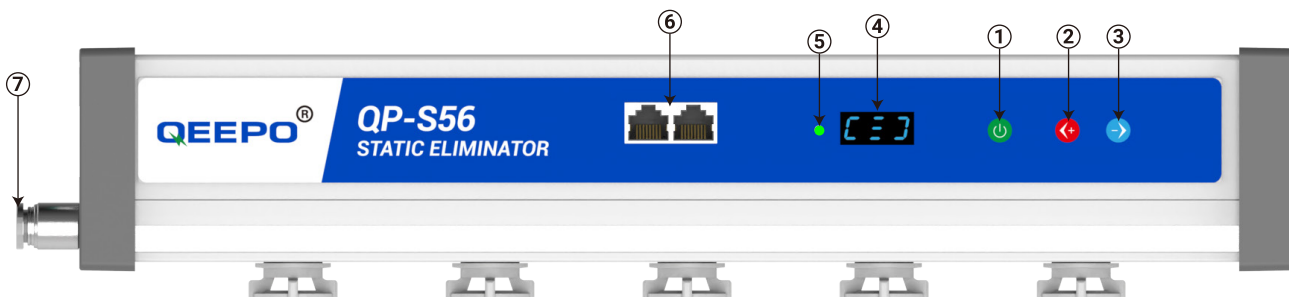 ⑥
④
⑤
①
②
③
⑦
QEEPO®
QP-S56
STATIC ELIMINATOR
[Ξ]
+
−